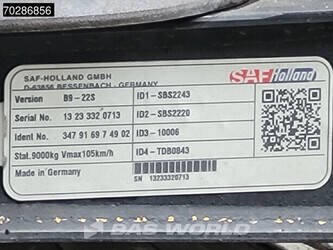 70286856
SAF-HOLLAND GMBH
D-63856 BESSENBACH - GERMANY
SAF Holland
Version B9-22S ID1-SBS2243
Serial No. 13 23 332 0713 ID2-SBS2220
Ident No. 347 91 69 7 49 02 ID3-10006
Stat.9000kg Vmax105km/h ID4-TDB0843
Made in Germany
SN 13233320713
BAS WORLD